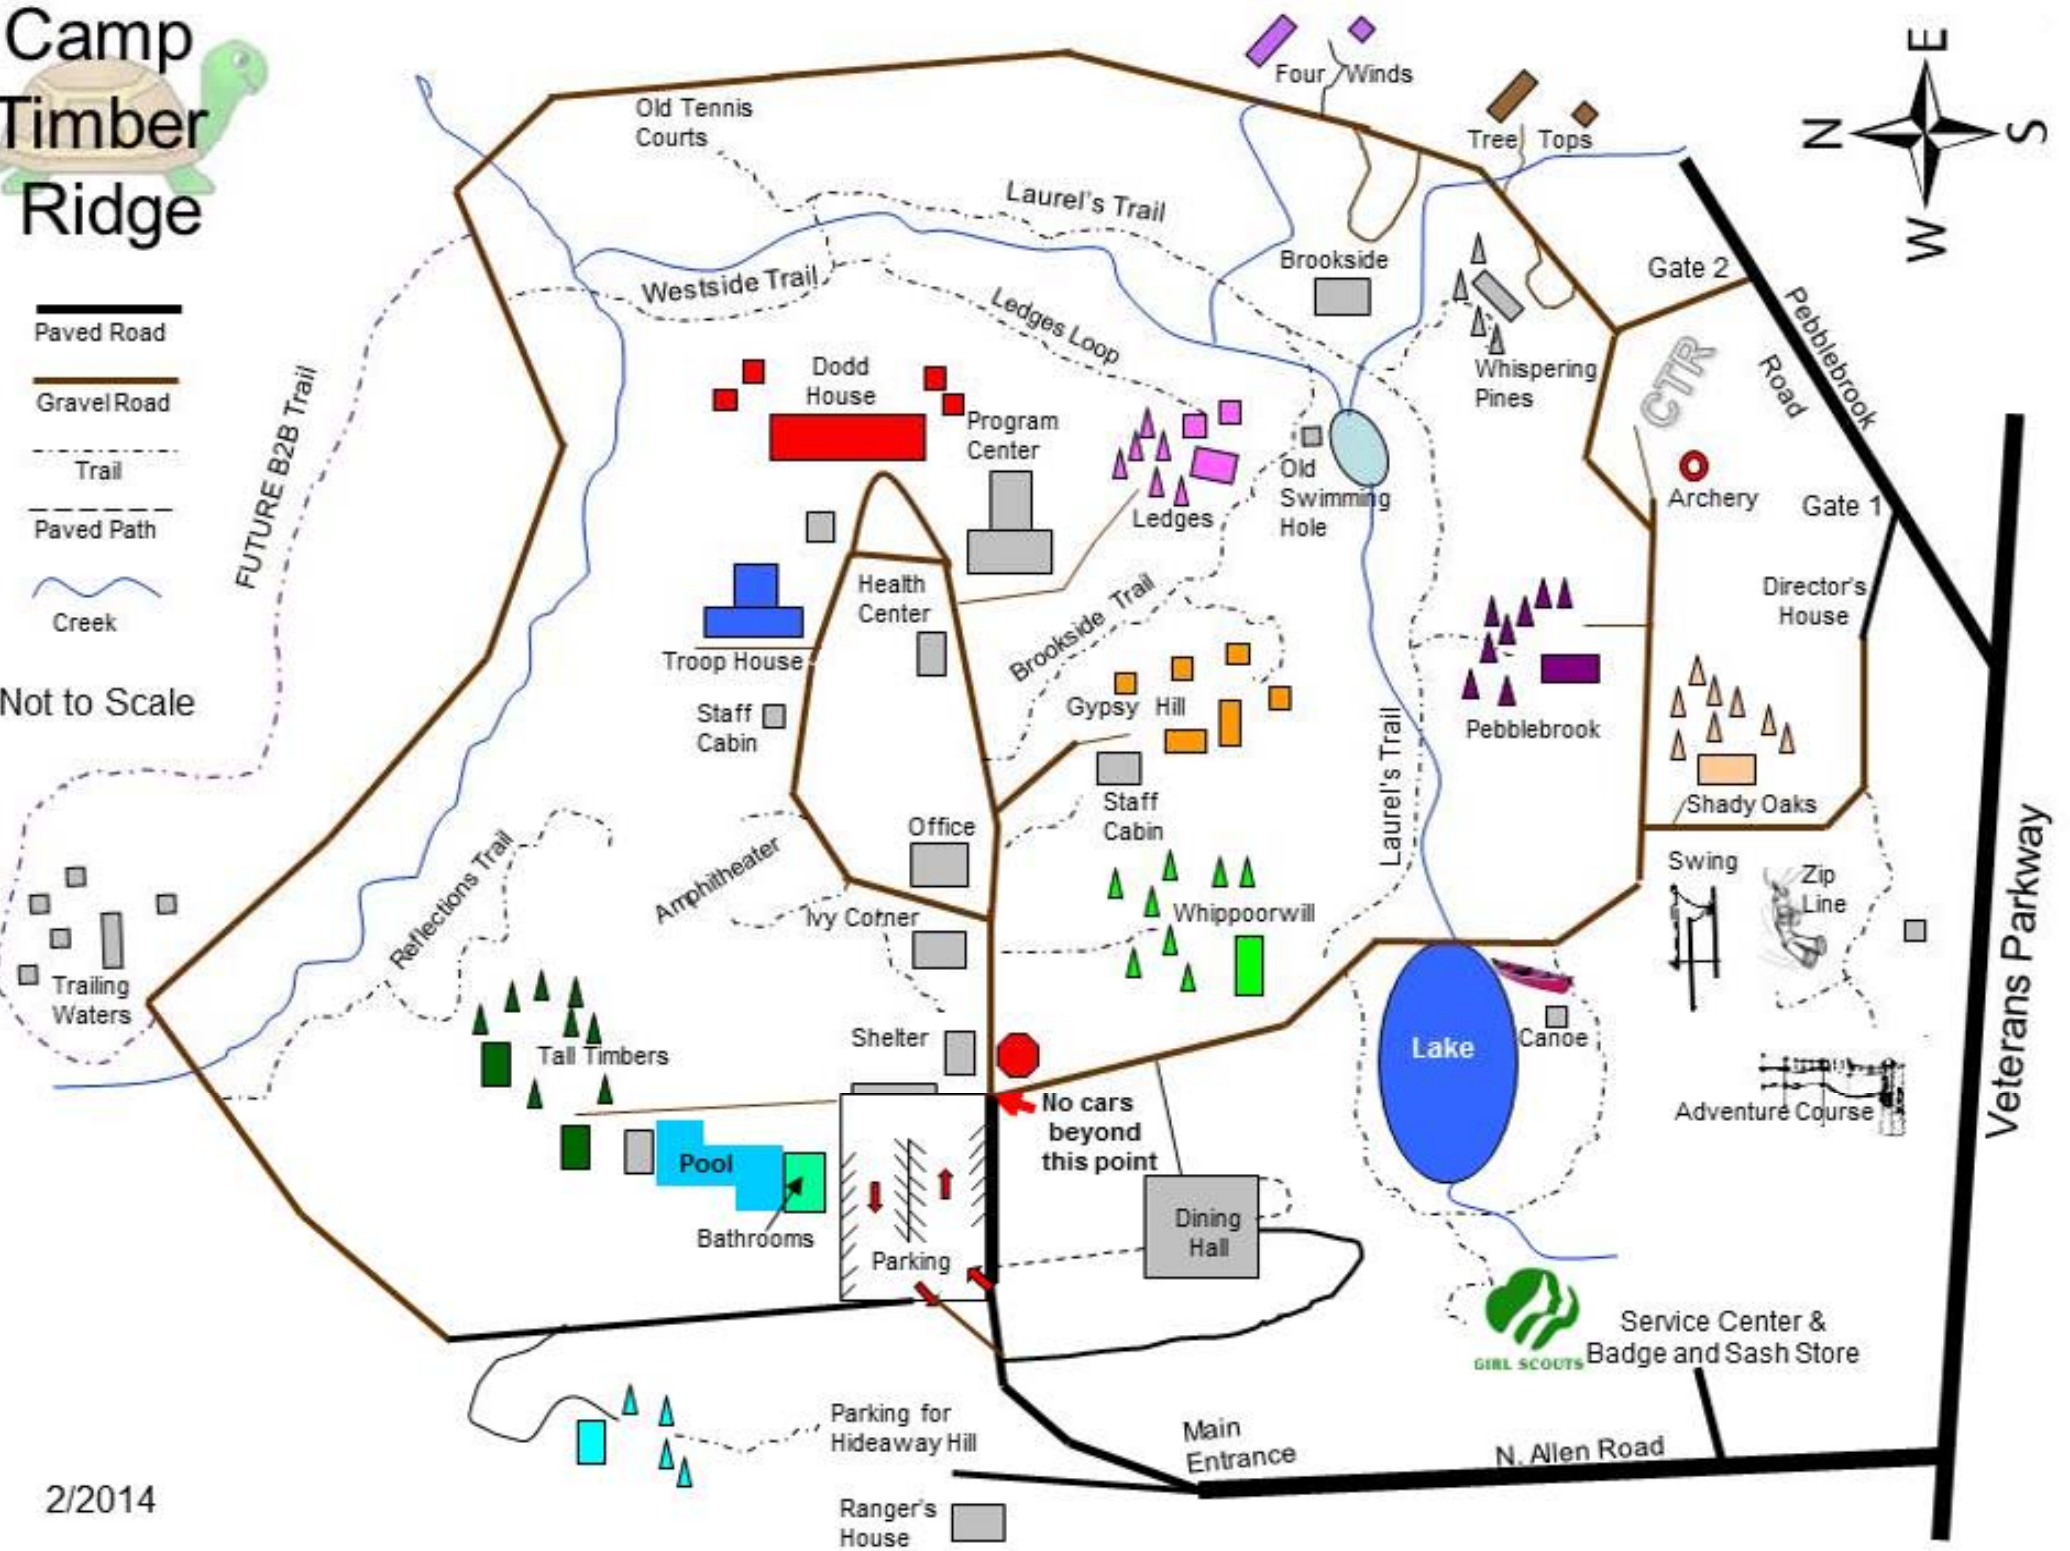 Camp
Timber
Ridge
Paved Road
Gravel Road
Trail
Paved Path
Creek
Not to Scale
FUTURE B2B Trail
Old Tennis
Courts
Four Winds
Tree Tops
E
N
S
W
Laurel's Trail
Westside Trail
Ledges Loop
Brookside
Gate 2
Pebblebrook
Road
Whispering
Pines
CTR
Archery
Gate 1
Dodd
House
Program
Center
Ledges
Old
Swimming
Hole
Director's
House
Health
Center
Troop House
Brookside Trail
Staff
Cabin
Gypsy Hill
Pebblebrook
Staff
Cabin
Laurel's Trail
Shady Oaks
Office
Amphitheater
Reflections Trail
Ivy Corner
Whippoorwill
Swing
Zip
Line
Veterans Parkway
Trailing
Waters
Tall Timbers
Shelter
Lake
Canoe
No cars
beyond
this point
Adventure Course
Pool
Bathrooms
Parking
Dining
Hall
GIRL SCOUTS
Service Center &
Badge and Sash Store
Parking for
Hideaway Hill
Main
Entrance
N. Allen Road
Ranger's
House
2/2014